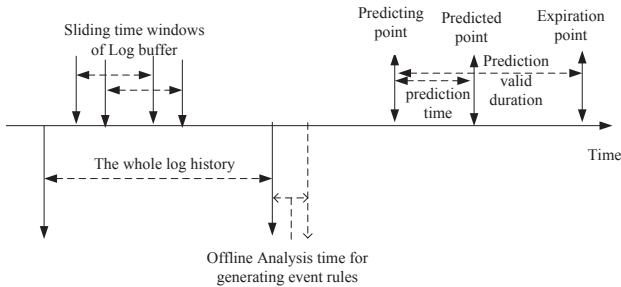 Sliding time windows
of Log buffer
Predicting
point
Predicted
point
Expiration
point
Prediction
valid
duration
prediction
time
Time
The whole log history
Offline Analysis time for
generating event rules